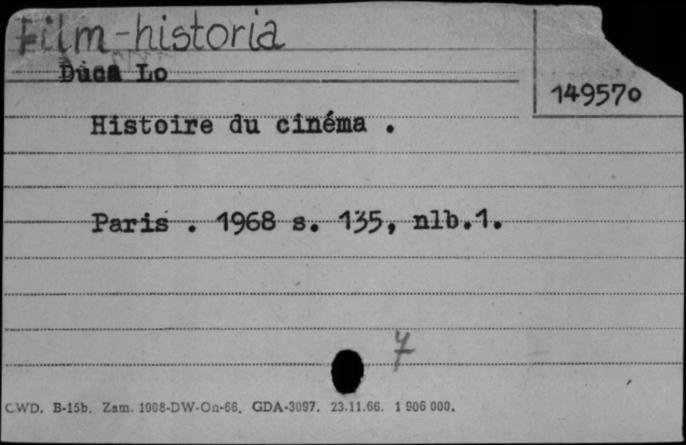 Film-historia
Duca Lo
149570
Histoire du cinéma .
Paris . 1968 s. 135, nlb.1.
7
CWD. B-15b. Zam. 1008-DW-On-66. GDA-3097. 23.11.66. 1 906 000.